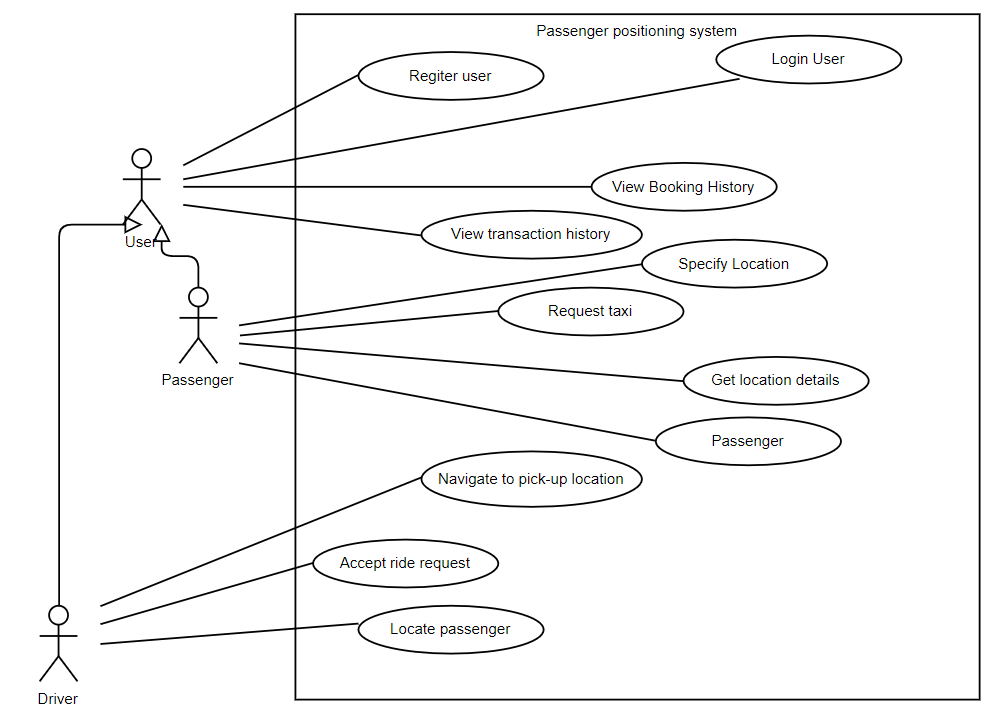 Passenger positioning system
Login User
Regiter user
View Booking History
View transaction history
User
Specify Location
Request taxi
Passenger
Get location details
Passenger
Navigate to pick-up location
Accept ride request
Locate passenger
Driver